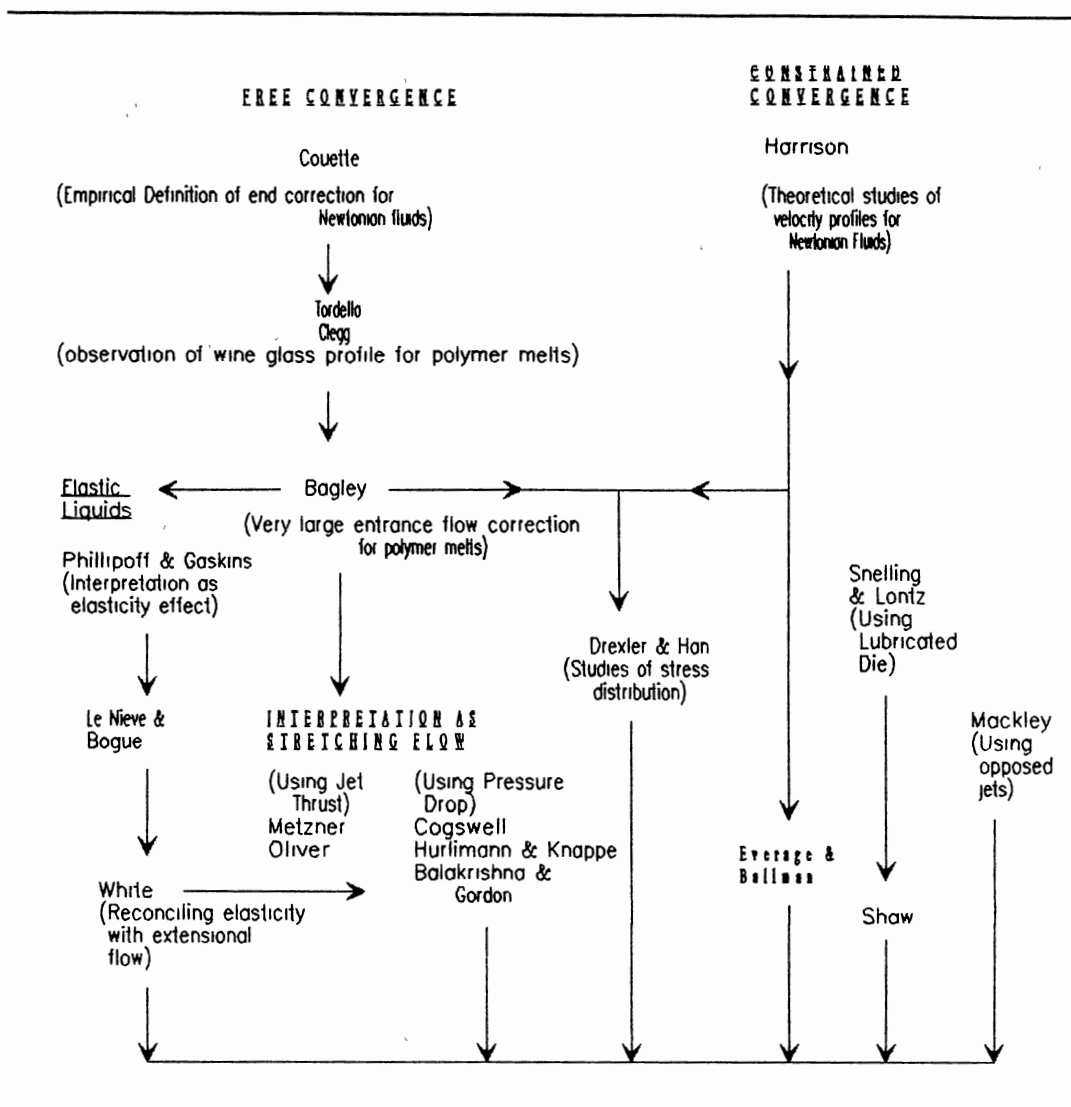 FREE CONVERGENCE
CONSTRAINED
CONVERGENCE
Couette
(Empirical Definition of end correction for
Newtonian fluids)
Harrison
(Theoretical studies of
velocity profiles for
Newtonian Fluids)
Tordella
Clegg
(observation of wine glass profile for polymer melts)
Elastic
Liquids
Bagley
(Very large entrance flow correction
for polymer melts)
Phillipoff & Gaskins
(Interpretation as
elasticity effect)
Snelling
& Lontz
(Using
Lubricated
Die)
Drexler & Han
(Studies of stress
distribution)
Le Nieve &
Bogue
INTERPRETATION AS
STRETCHING FLOW
Mackley
(Using
opposed
jets)
(Using Jet
Thrust)
Metzner
Oliver
(Using Pressure
Drop)
Cogswell
Hurlimann & Knappe
Balakrishna &
Gordon
Everage &
Ballman
White
(Reconciling elasticity
with extensional
flow)
Shaw